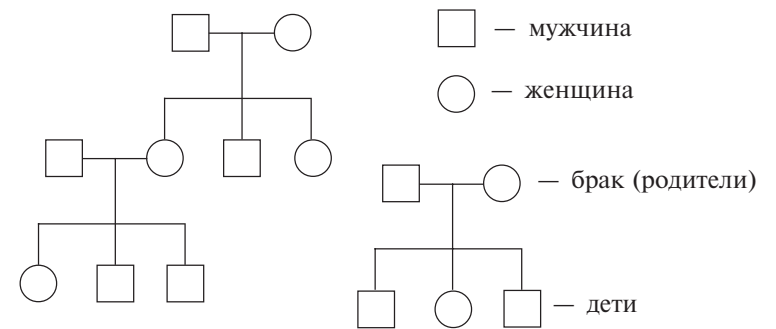 — мужчина
— женщина
— брак (родители)
— дети